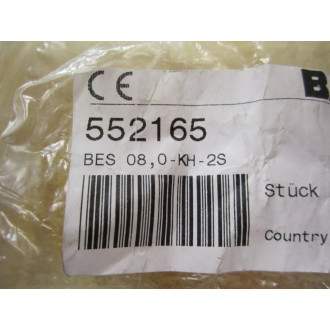 CE B
552165
BES 08,0-KH-2S
Stück
Country